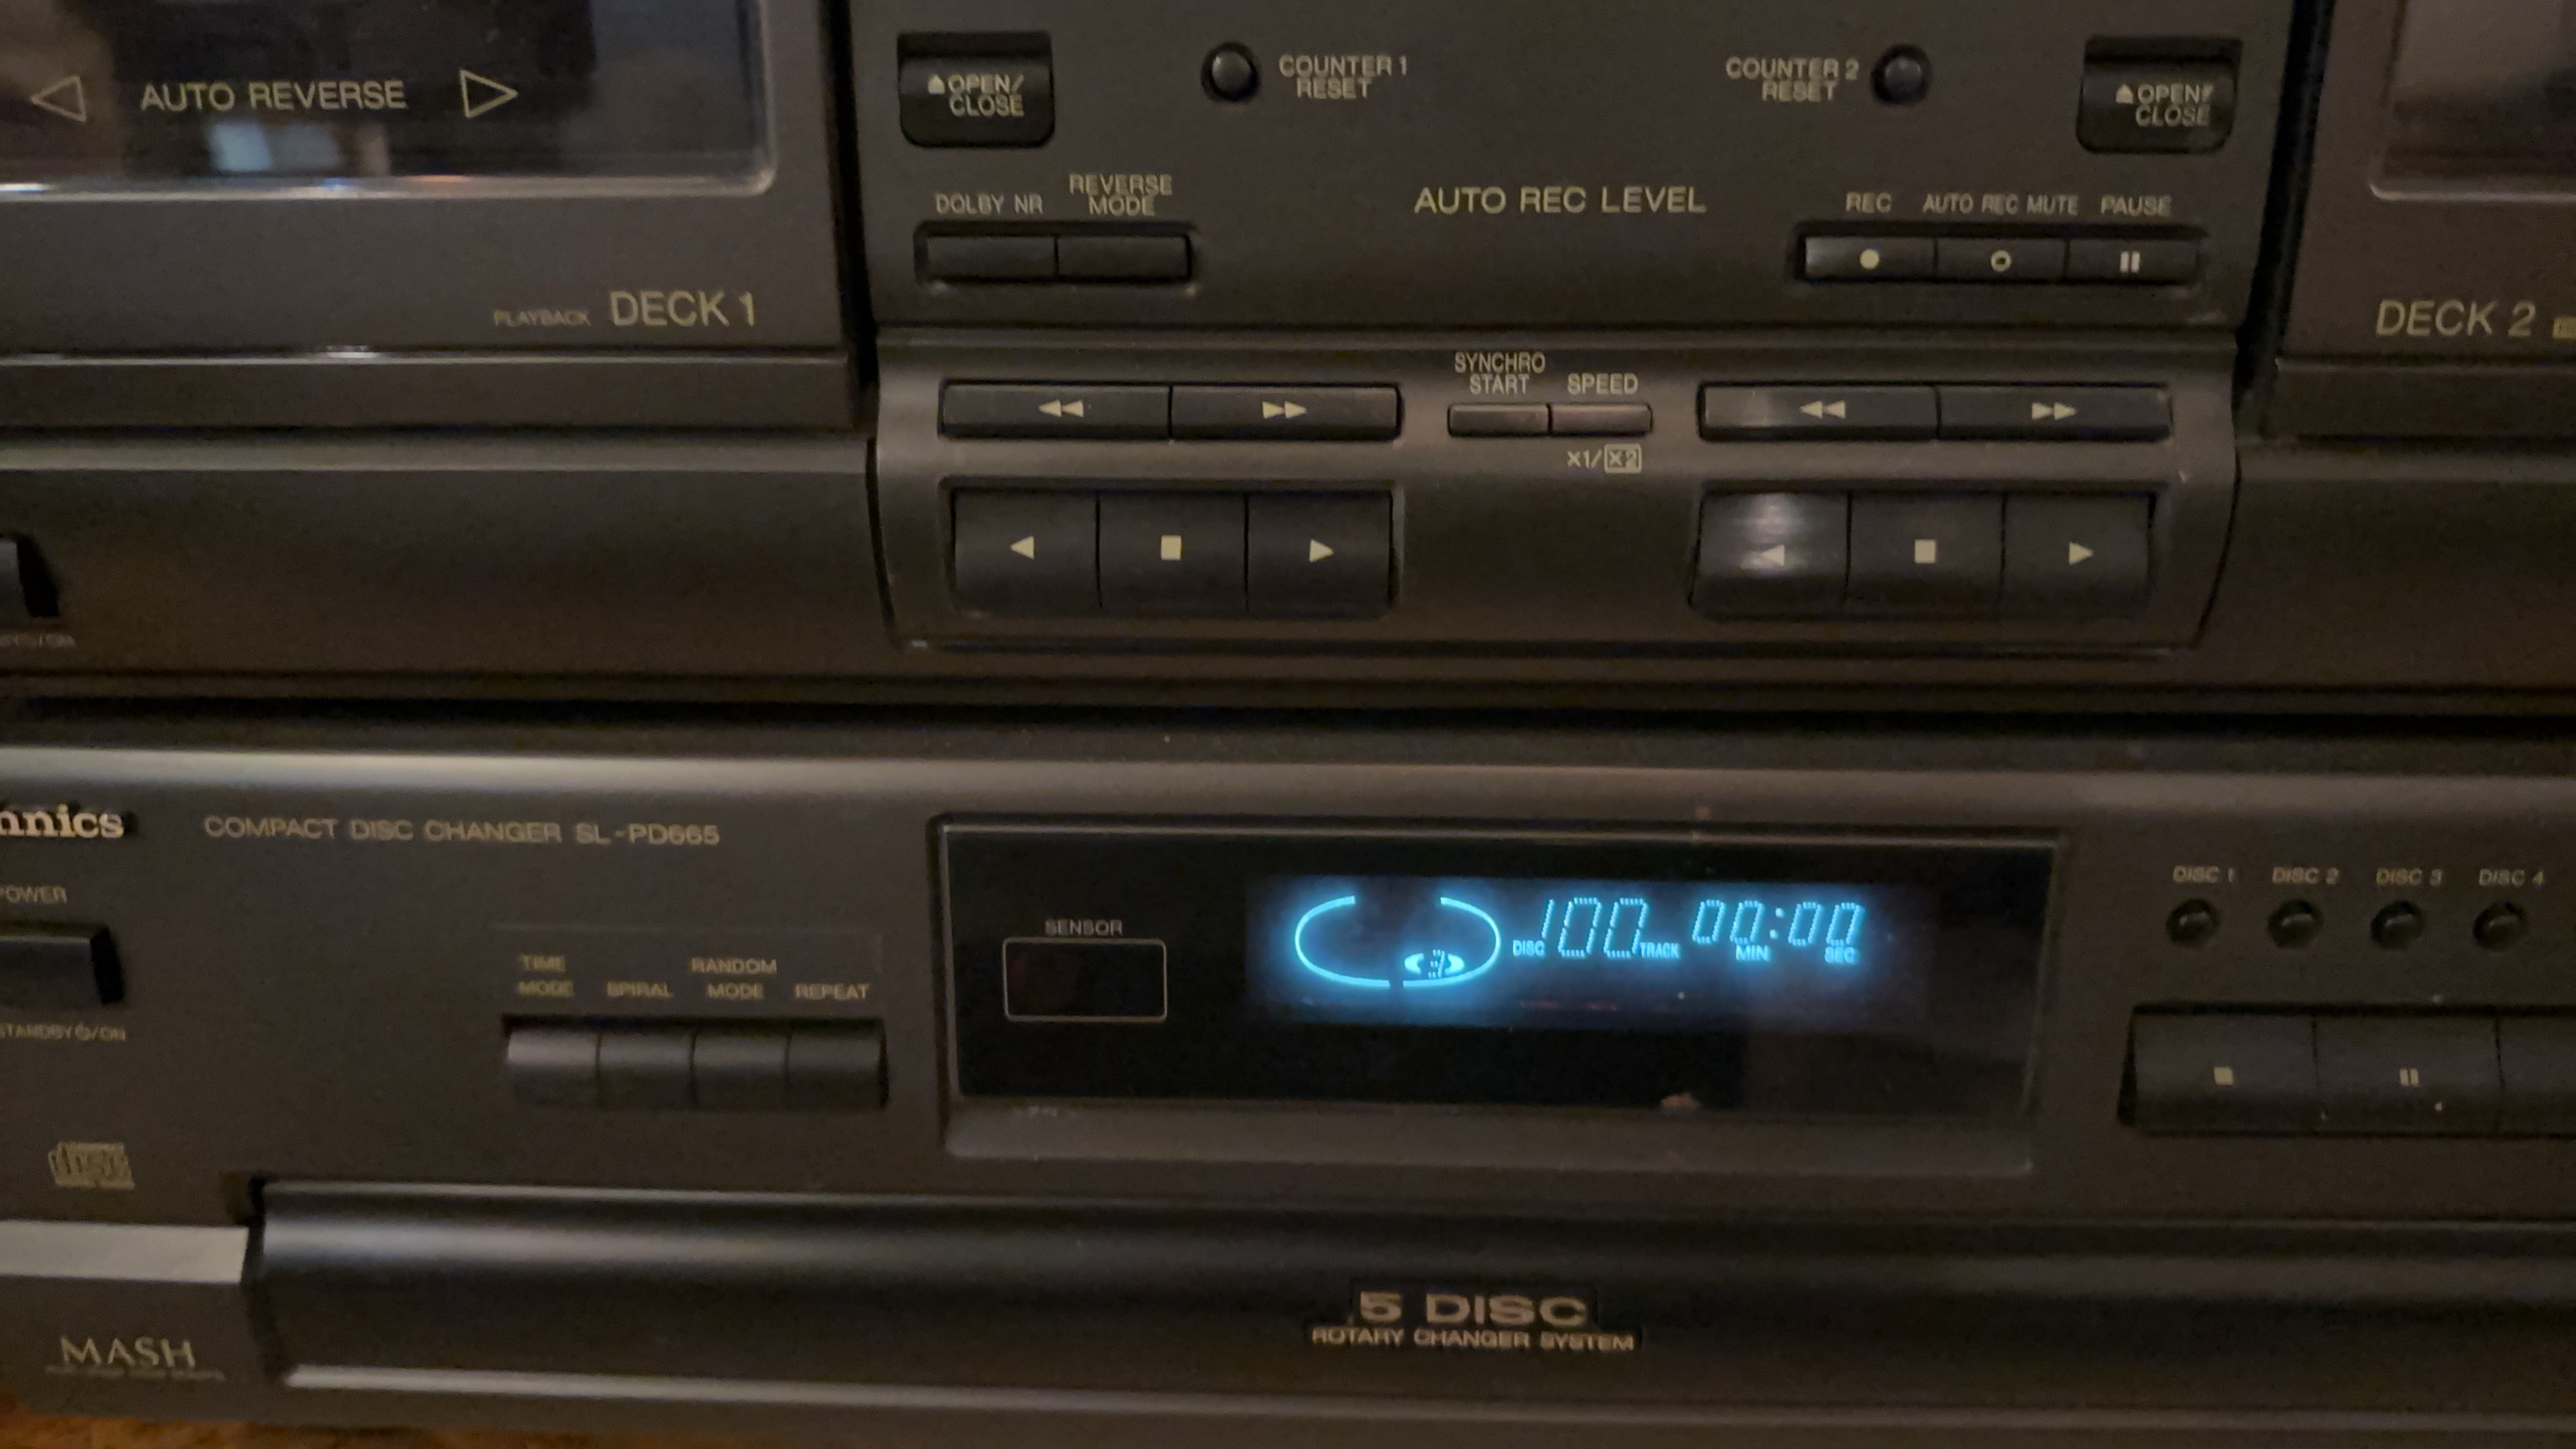 AUTO REVERSE
OPEN/
CLOSE
COUNTER 1
RESET
COUNTER 2
RESET
OPEN/
CLOSE
DOLBY NR
REVERSE
MODE
AUTO REC LEVEL
REC
AUTO REC MUTE
PAUSE
PLAYBACK DECK 1
DECK 2
SYNCHRO
START
SPEED
X1/X2
nnics
COMPACT DISC CHANGER SL-PD665
POWER
STANDBY/ON
TIME
MODE
SPIRAL
RANDOM
MODE
REPEAT
SENSOR
DISC 100 TRACK 00:00
MIN SEC
DISC 1
DISC 2
DISC 3
DISC 4
COMPACT
disc
5 DISC
ROTARY CHANGER SYSTEM
MASH